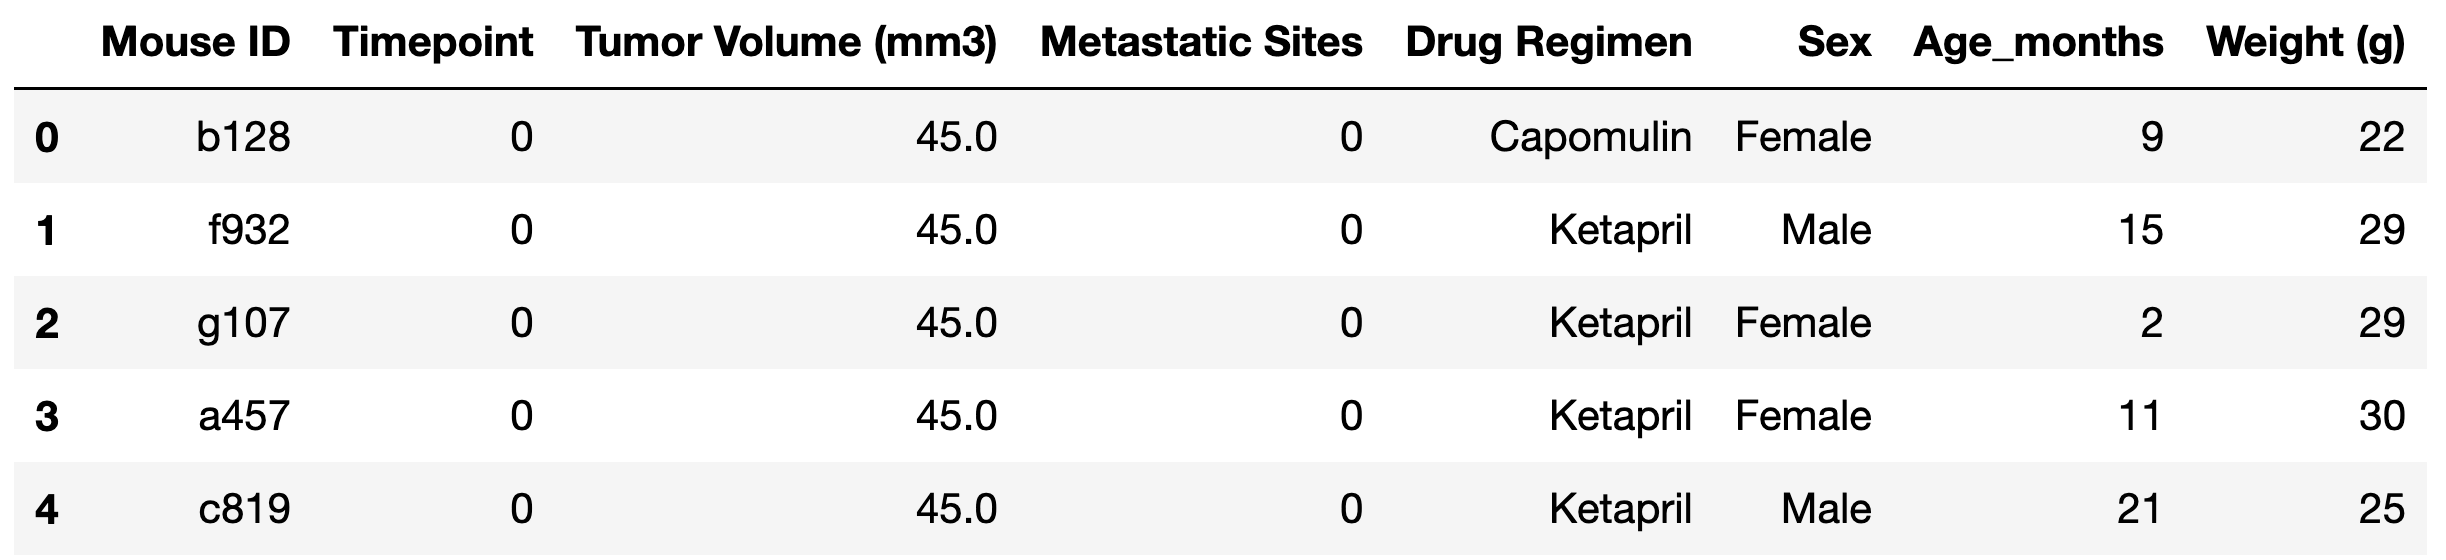 Mouse ID Timepoint Tumor Volume (mm3) Metastatic Sites Drug Regimen Sex Age_months Weight (g)
0 b128 0 45.0 0 Capomulin Female 9 22
1 f932 0 45.0 0 Ketapril Male 15 29
2 g107 0 45.0 0 Ketapril Female 2 29
3 a457 0 45.0 0 Ketapril Female 11 30
4 c819 0 45.0 0 Ketapril Male 21 25